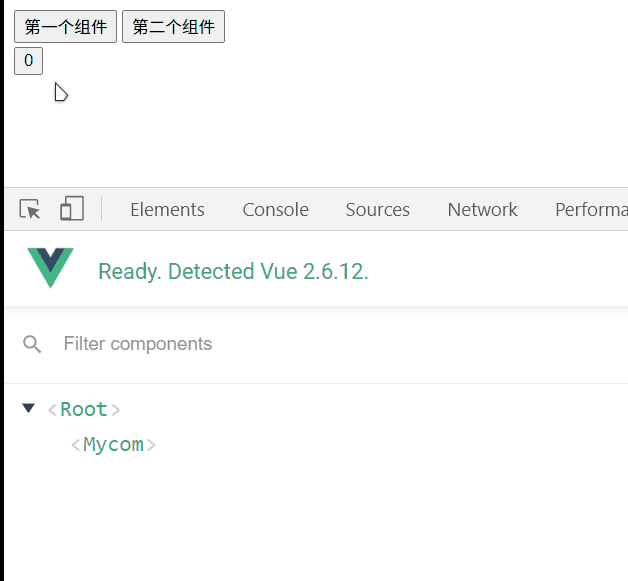 第一个组件 第二个组件
0
Elements Console Sources Network Performa
Ready. Detected Vue 2.6.12.
Filter components
<Root>
<Mycom>